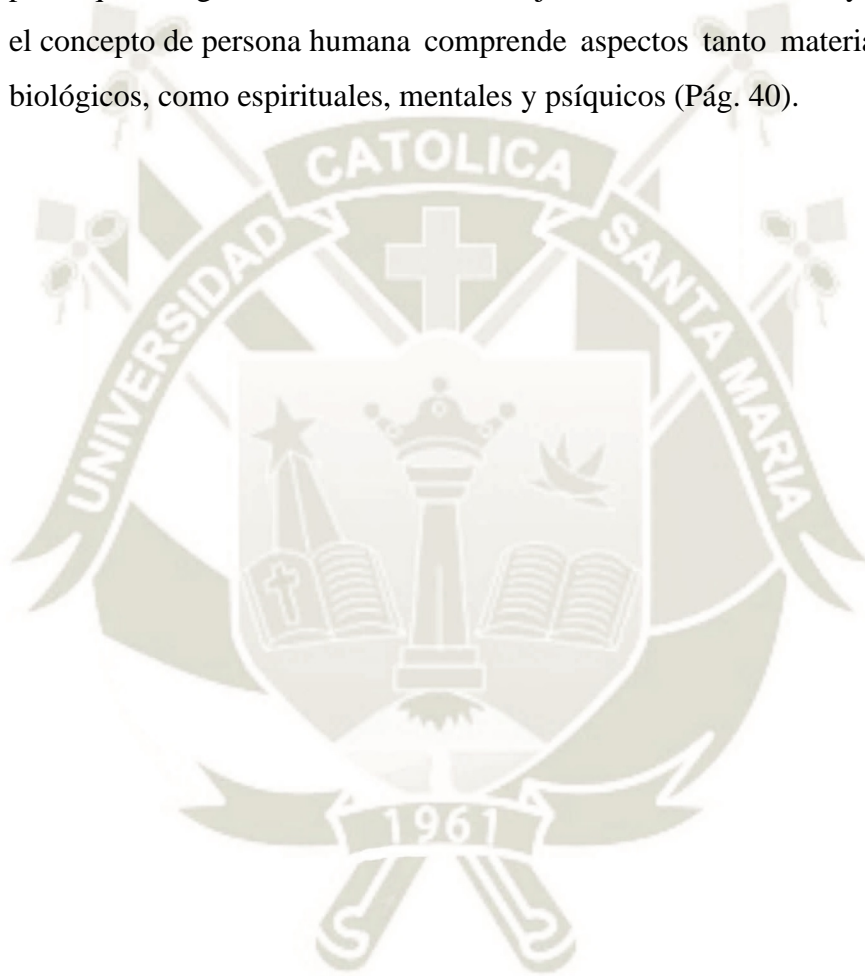 el concepto de persona humana comprende aspectos tanto materia
biológicos, como espirituales, mentales y psíquicos (Pág. 40).
UNIVERSIDAD CATOLICA SANTA MARIA
1961